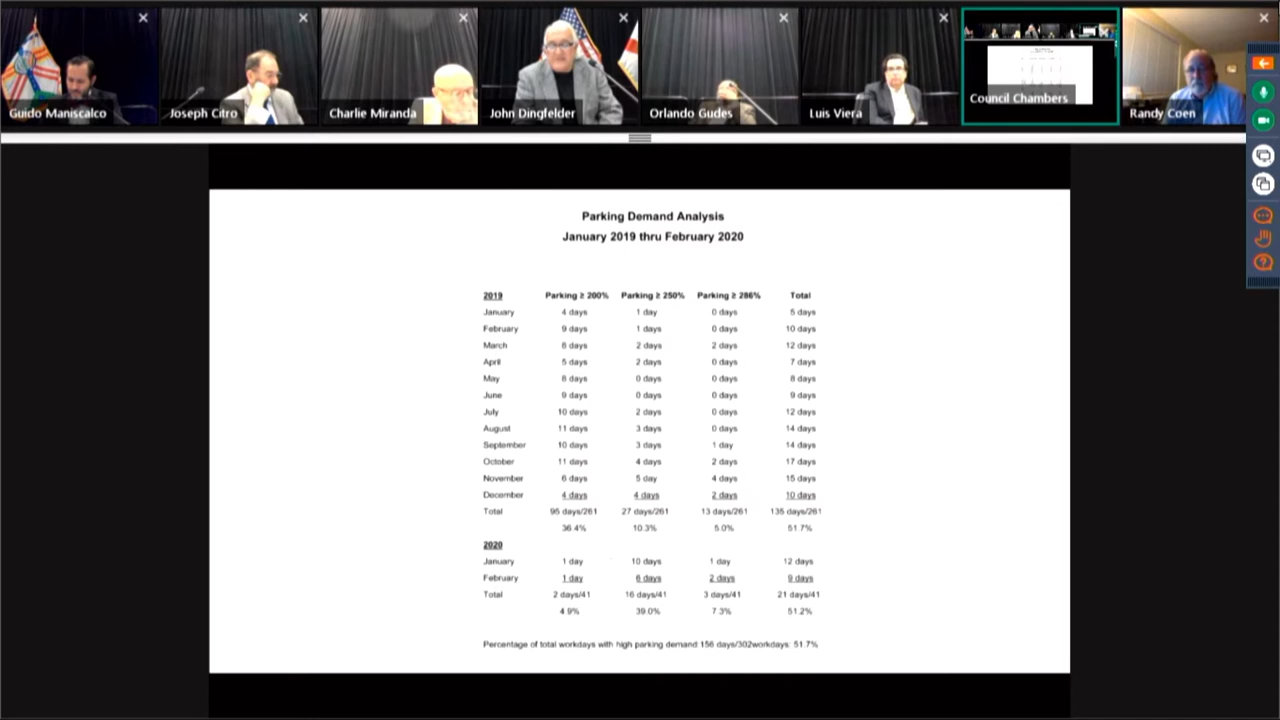 Guido Maniscalco
Joseph Citro
Charlie Miranda
John Dingfelder
Orlando Gudes
Luis Viera
Council Chambers
Randy Coen
Parking Demand Analysis
January 2019 thru February 2020
2019 Parking ≥ 200% Parking ≥ 250% Parking ≥ 286% Total
January 4 days 1 day 0 days 5 days
February 9 days 1 days 0 days 10 days
March 8 days 2 days 2 days 12 days
April 5 days 2 days 0 days 7 days
May 8 days 0 days 0 days 8 days
June 9 days 0 days 0 days 9 days
July 10 days 2 days 0 days 12 days
August 11 days 3 days 0 days 14 days
September 10 days 3 days 1 day 14 days
October 11 days 4 days 2 days 17 days
November 6 days 5 day 4 days 15 days
December 4 days 4 days 2 days 10 days
Total 95 days/261 27 days/261 13 days/261 135 days/261
36.4% 10.3% 5.0% 51.7%
2020
January 1 day 10 days 1 day 12 days
February 1 day 6 days 2 days 9 days
Total 2 days/41 16 days/41 3 days/41 21 days/41
4.9% 39.0% 7.3% 51.2%
Percentage of total workdays with high parking demand: 156 days/302workdays: 51.7%